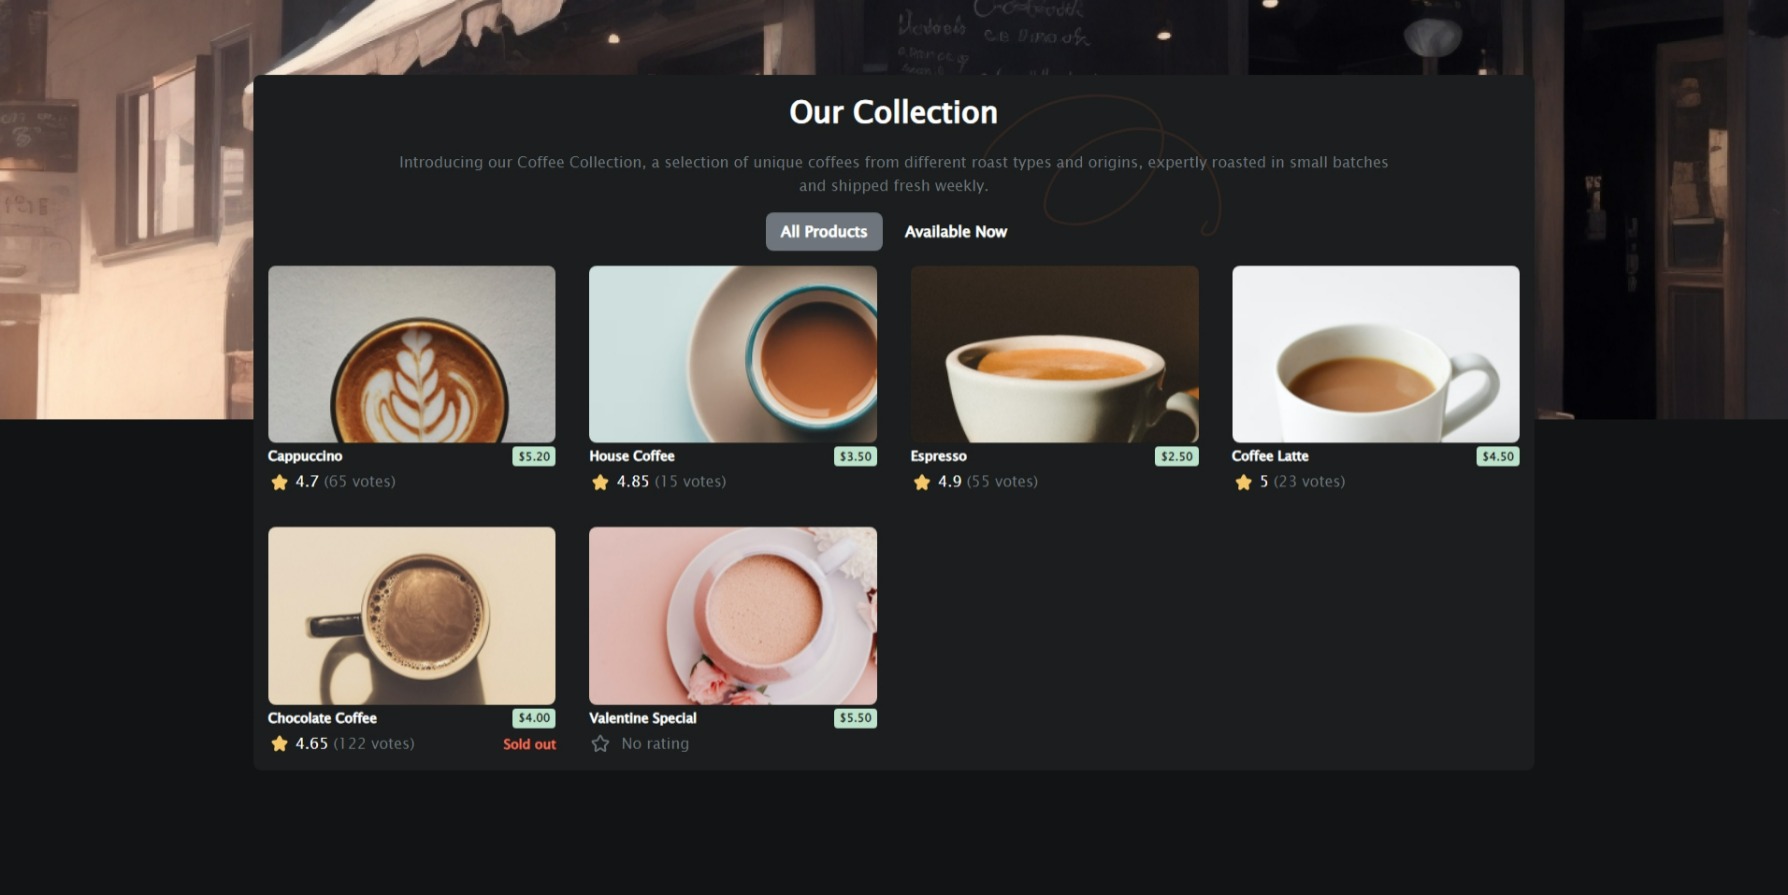 Our Collection
Introducing our Coffee Collection, a selection of unique coffees from different roast types and origins, expertly roasted in small batches
and shipped fresh weekly.
All Products Available Now
Cappuccino $5.20 House Coffee $3.50 Espresso $2.50 Coffee Latte $4.50
4.7 (65 votes) 4.85 (15 votes) 4.9 (55 votes) 5 (23 votes)
Chocolate Coffee $4.00 Valentine Special $5.50
4.65 (122 votes) Sold out No rating